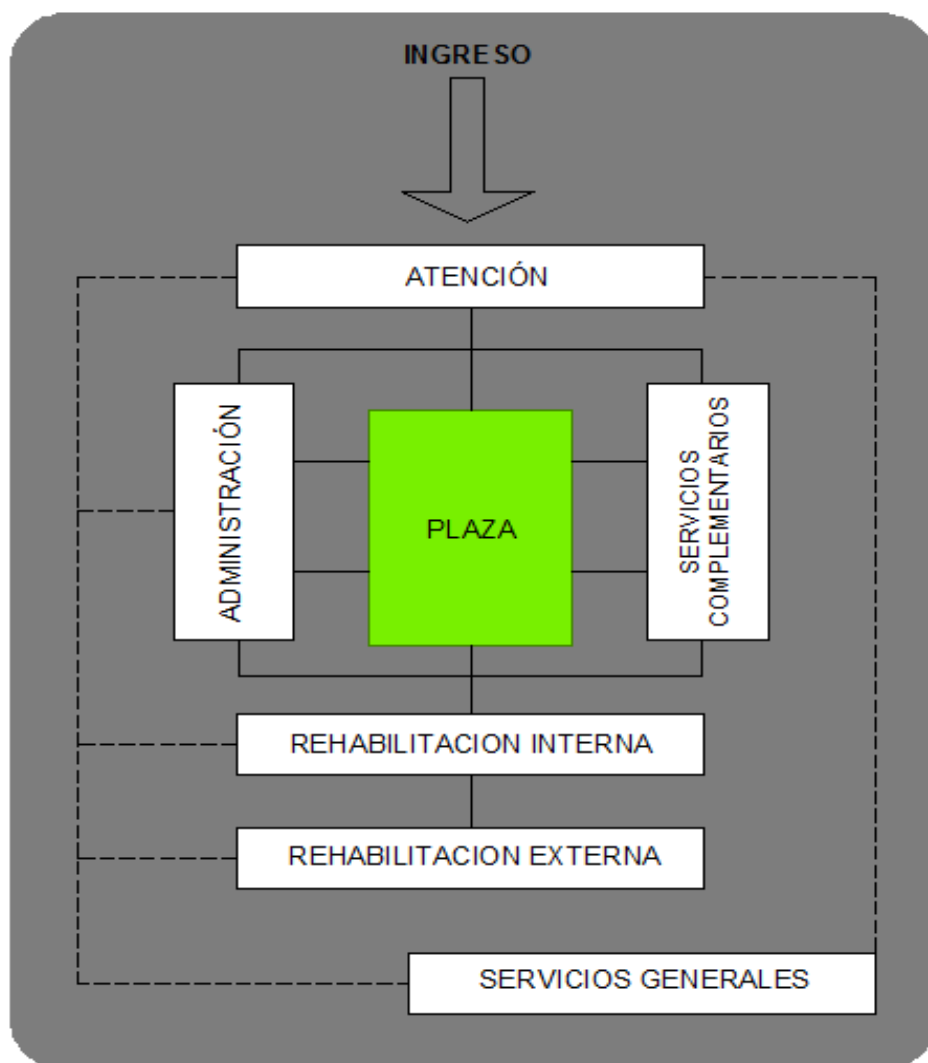 INGRESO
ATENCIÓN
ADMINISTRACIÓN
PLAZA
SERVICIOS
COMPLEMENTARIOS
REHABILITACION INTERNA
REHABILITACION EXTERNA
SERVICIOS GENERALES